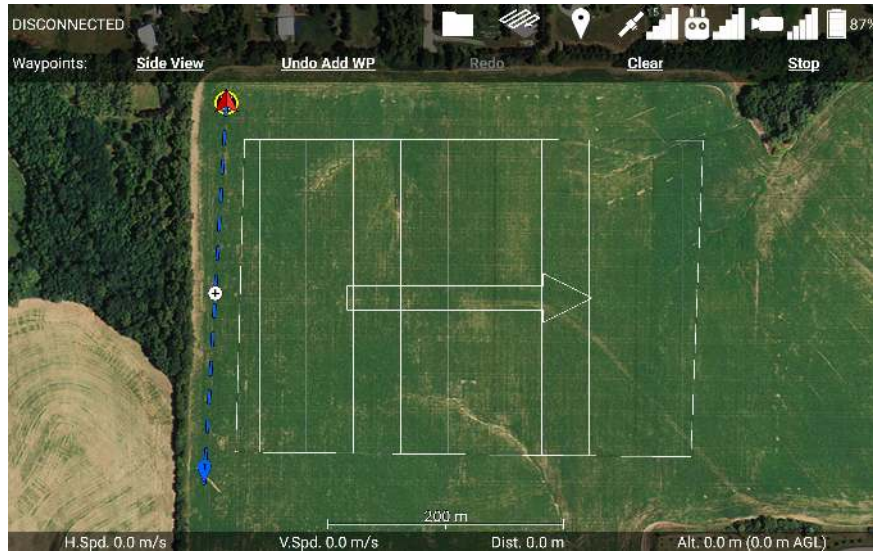 DISCONNECTED
15
87%
Waypoints: Side View Undo Add WP Redo Clear Stop
200 m
H.Spd. 0.0 m/s V.Spd. 0.0 m/s Dist. 0.0 m Alt. 0.0 m (0.0 m AGL)